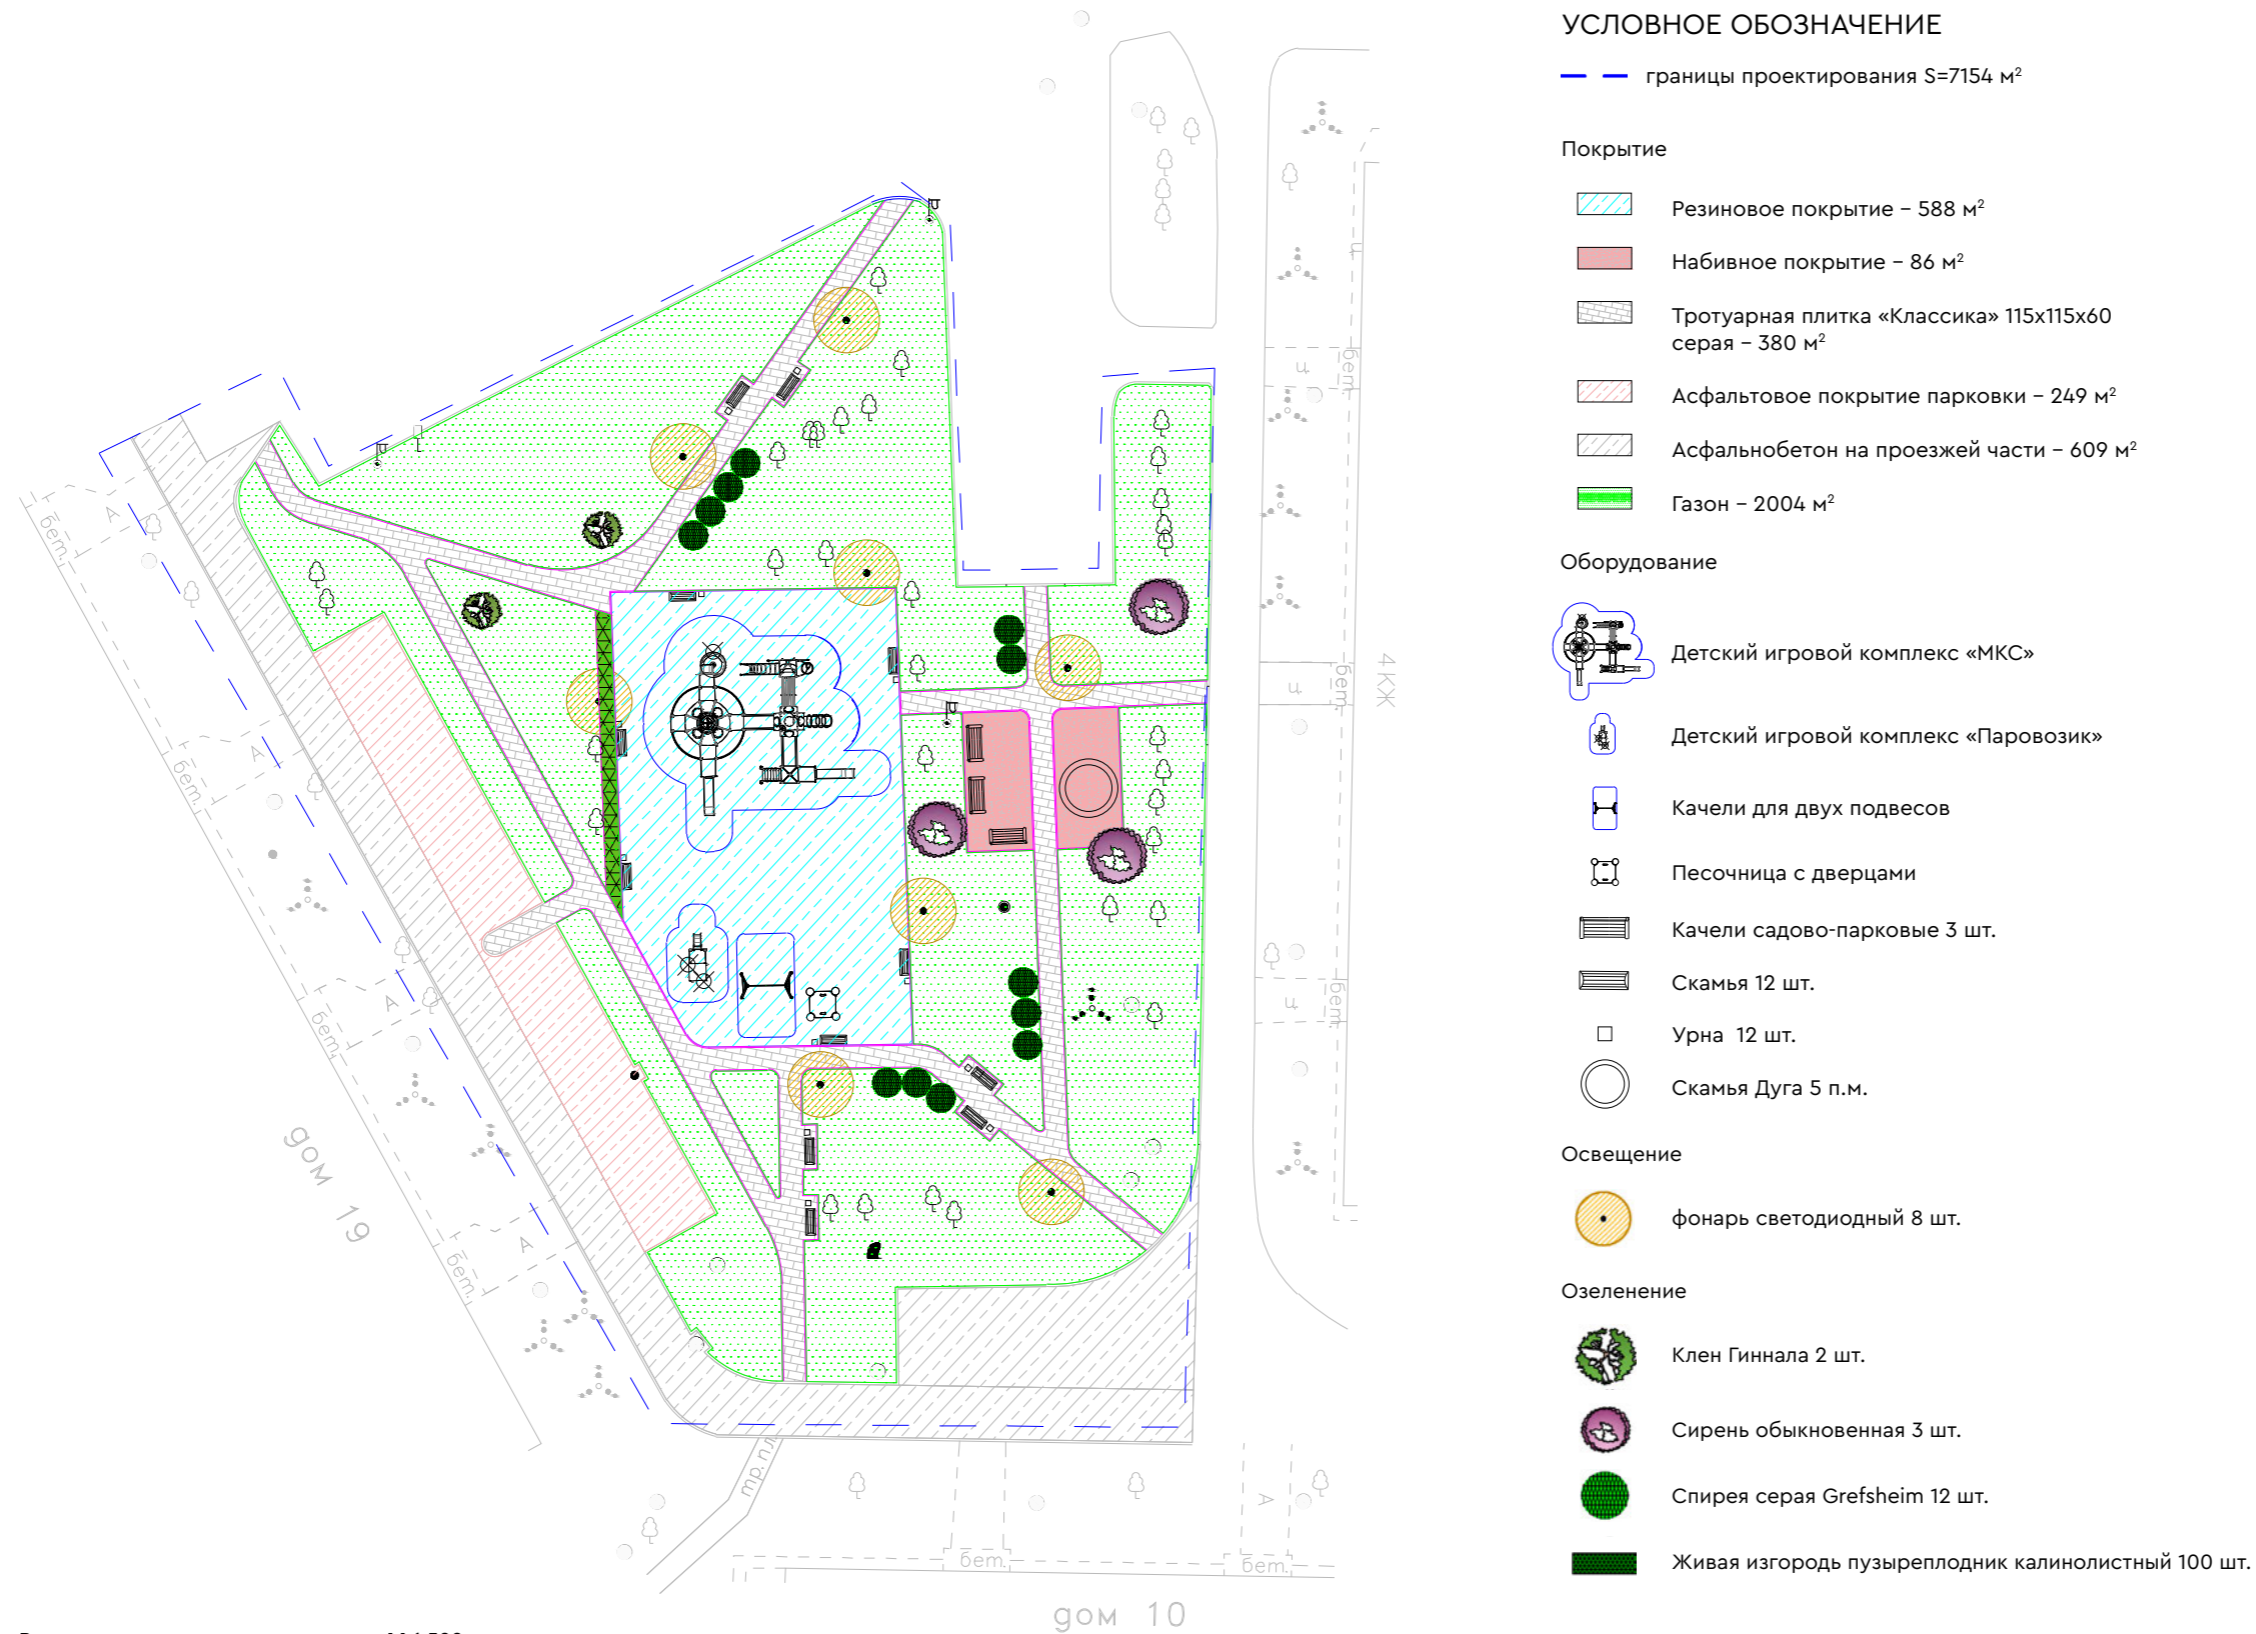 УСЛОВНОЕ ОБОЗНАЧЕНИЕ
границы проектирования S=7154 м²
Покрытие
Резиновое покрытие – 588 м²
Набивное покрытие – 86 м²
Тротуарная плитка «Классика» 115х115х60
серая – 380 м²
Асфальтовое покрытие парковки – 249 м²
Асфальнобетон на проезжей части – 609 м²
Газон – 2004 м²
Оборудование
Детский игровой комплекс «МКС»
Детский игровой комплекс «Паровозик»
Качели для двух подвесов
Песочница с дверцами
Качели садово-парковые 3 шт.
Скамья 12 шт.
Урна 12 шт.
Скамья Дуга 5 п.м.
Освещение
фонарь светодиодный 8 шт.
Озеленение
Клен Гиннала 2 шт.
Сирень обыкновенная 3 шт.
Спирея серая Grefsheim 12 шт.
Живая изгородь пузыреплодник калинолистный 100 шт.
бет.
А
бет.
А
бет.
А
бет.
А
дом 19
ц
ц
бет.
ц
бет.
ц
бет.
4КЖ
тр. пл.
А
бет.
бет.
дом 10